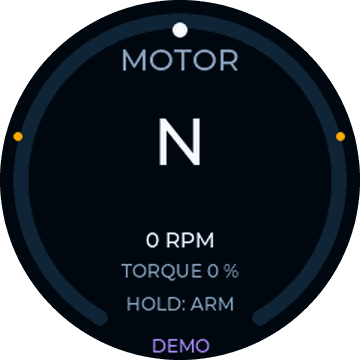 MOTOR
N
0 RPM
TORQUE 0 %
HOLD: ARM
DEMO